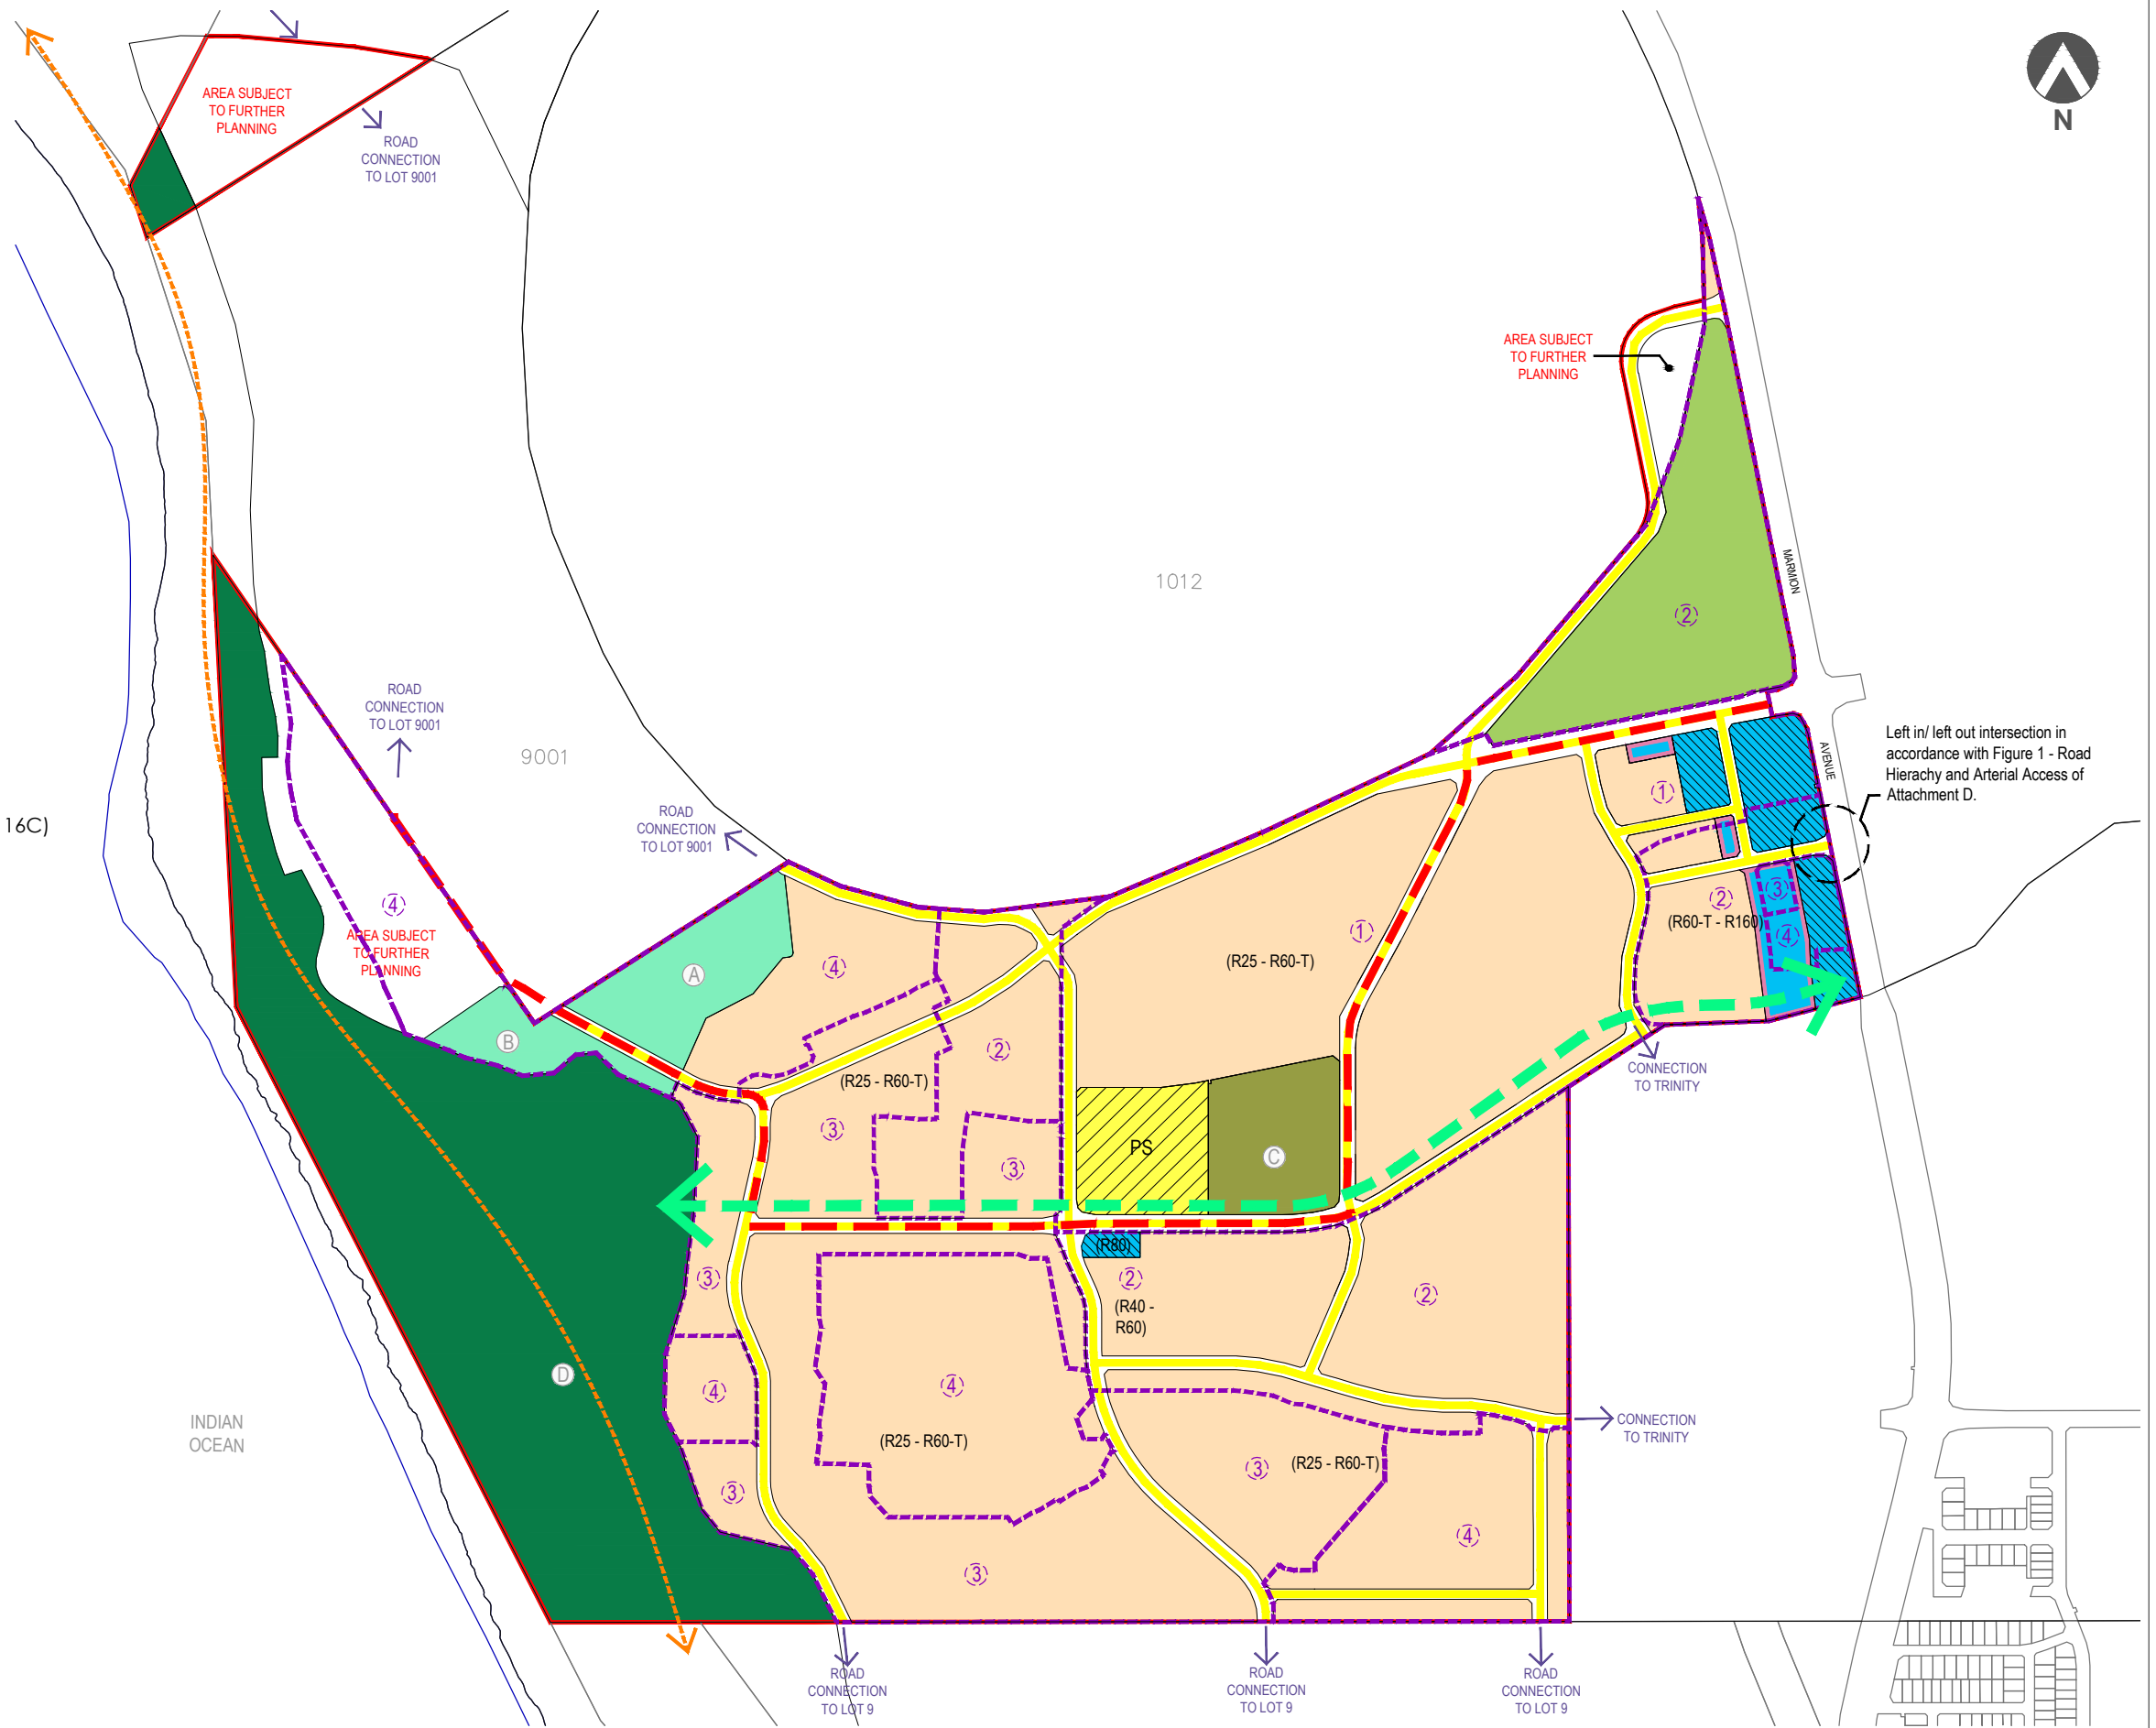 AREA SUBJECT
TO FURTHER
PLANNING
ROAD
CONNECTION
TO LOT 9001
N
AREA SUBJECT
TO FURTHER
PLANNING
MARMION
1012
2
ROAD
CONNECTION
TO LOT 9001
9001
AVENUE
Left in/ left out intersection in
accordance with Figure 1 - Road
Hierachy and Arterial Access of
Attachment D.
16C)
ROAD
CONNECTION
TO LOT 9001
1
4
AREA SUBJECT
TO FURTHER
PLANNING
A
4
(R25 - R60-T)
1
2
(R60-T - R160)
3
4
B
2
(R25 - R60-T)
3
3
PS
C
CONNECTION
TO TRINITY
(R80)
3
2
(R40 -
R60)
2
D
4
4
(R25 - R60-T)
3
3
(R25 - R60-T)
4
3
CONNECTION
TO TRINITY
INDIAN
OCEAN
ROAD
CONNECTION
TO LOT 9
ROAD
CONNECTION
TO LOT 9
ROAD
CONNECTION
TO LOT 9